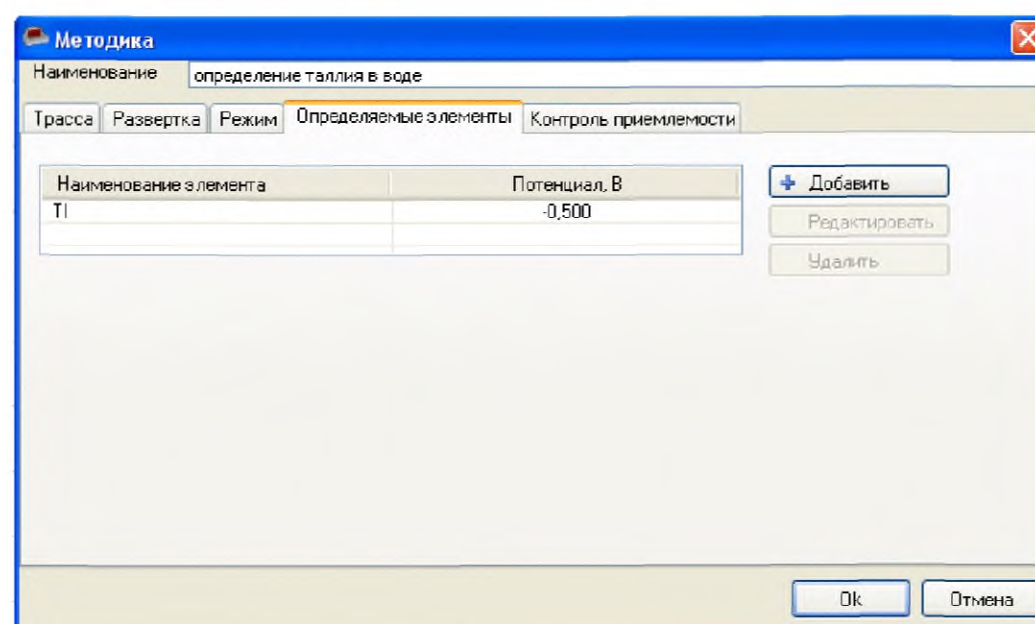 Методика
Наименование определение таллия в воде
Трасса Развертка Режим Определяемые элементы Контроль приемлемости
Наименование элемента Потенциал, В
Tl -0,500
Добавить
Редактировать
Удалить
Ok Отмена